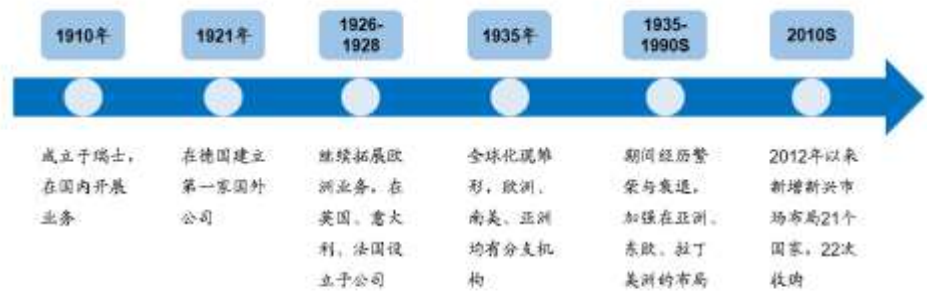 1910年
1921年
1926-
1928
1935年
1935-
1990S
2010S
成立于瑞士,
在国内开展
业务
在德国建立
第一家国外
公司
继续拓展欧
洲业务,在
英国、意大
利、法国设
立子公司
全球化现雏
形,欧洲、
南美、亚洲
均有分支机
构
期间经历繁
荣与衰退,
加强在亚洲、
东欧、拉丁
美洲的布局
2012年以来
新增新兴市
场布局21个
国家,22次
收购